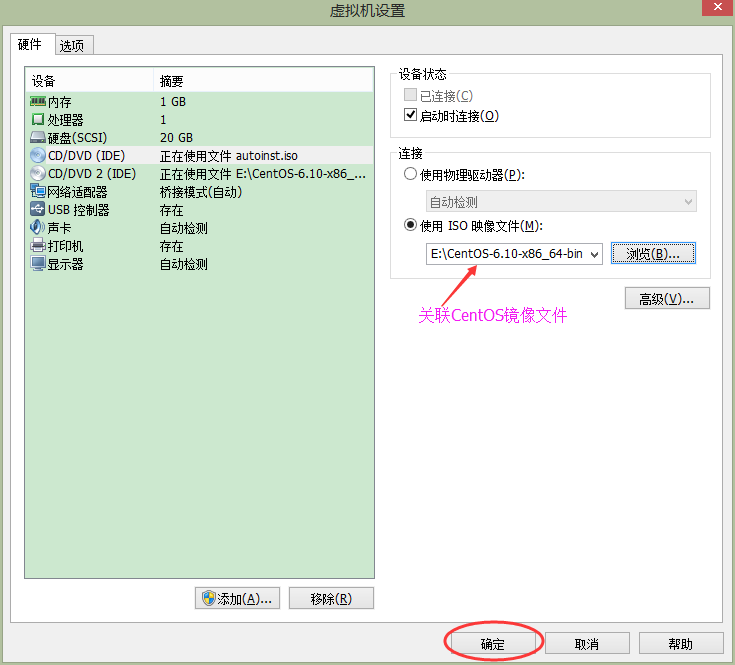 虚拟机设置
硬件 选项
设备 摘要
内存 1 GB
处理器 1
硬盘(SCSI) 20 GB
CD/DVD (IDE) 正在使用文件 autoinst.iso
CD/DVD 2 (IDE) 正在使用文件 E:\CentOS-6.10-x86_...
网络适配器 桥接模式(自动)
USB 控制器 存在
声卡 自动检测
打印机 存在
显示器 自动检测
添加(A)... 移除(R)
设备状态
已连接(C)
启动时连接(O)
连接
使用物理驱动器(P):
自动检测
使用 ISO 映像文件(M):
E:\CentOS-6.10-x86_64-bin 浏览(B)...
高级(V)...
关联CentOS镜像文件
确定 取消 帮助